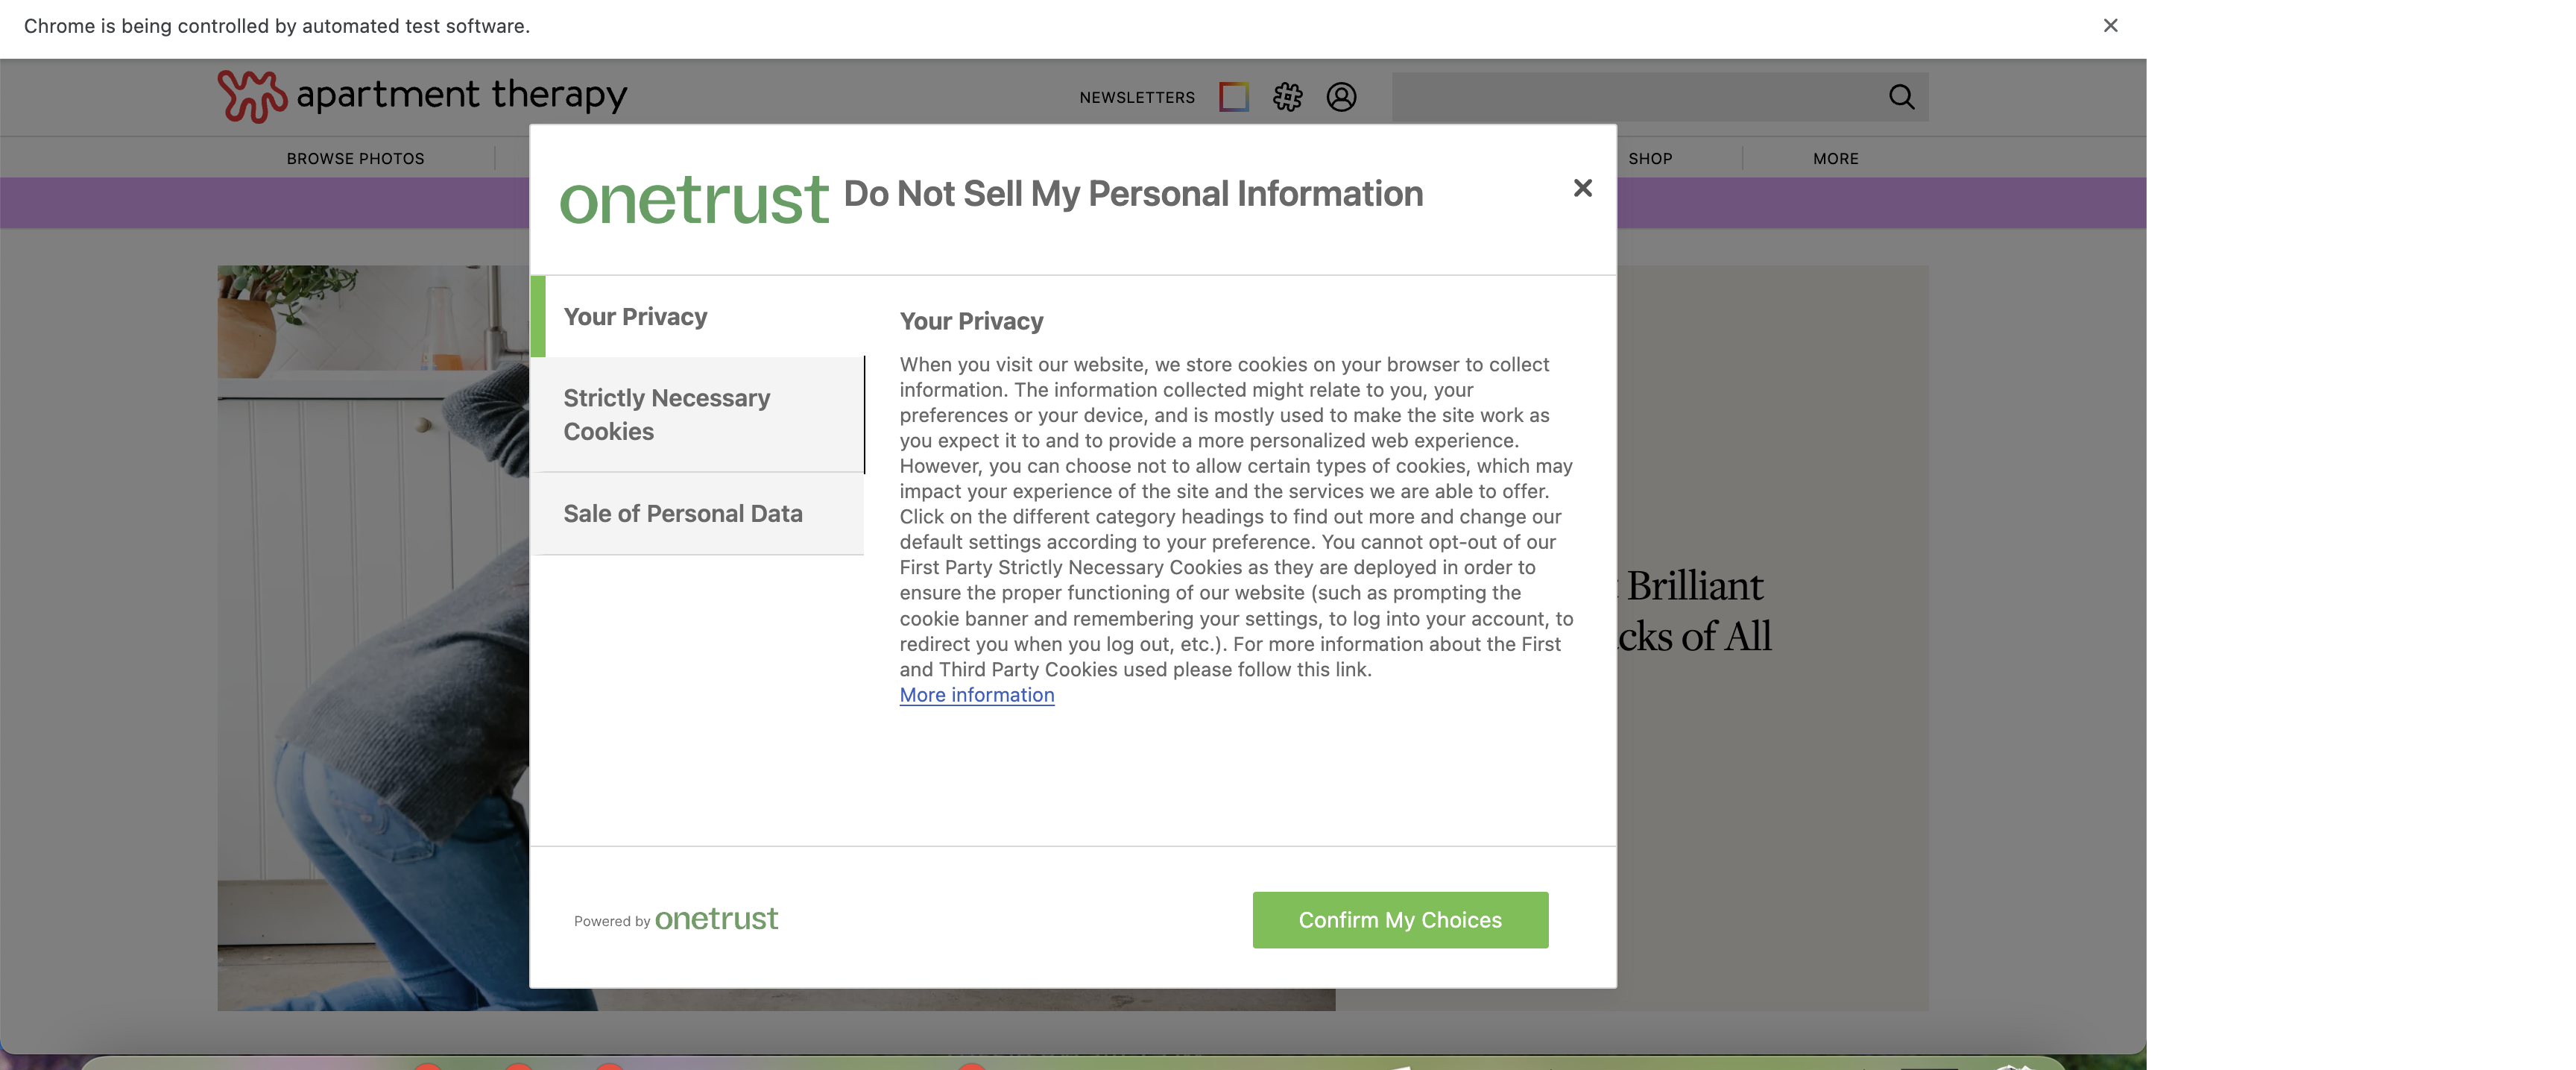 Chrome is being controlled by automated test software.
apartment therapy
NEWSLETTERS
BROWSE PHOTOS
SHOP
MORE
onetrust Do Not Sell My Personal Information
Your Privacy
Strictly Necessary
Cookies
Sale of Personal Data
Your Privacy
When you visit our website, we store cookies on your browser to collect
information. The information collected might relate to you, your
preferences or your device, and is mostly used to make the site work as
you expect it to and to provide a more personalized web experience.
However, you can choose not to allow certain types of cookies, which may
impact your experience of the site and the services we are able to offer.
Click on the different category headings to find out more and change our
default settings according to your preference. You cannot opt-out of our
First Party Strictly Necessary Cookies as they are deployed in order to
ensure the proper functioning of our website (such as prompting the
cookie banner and remembering your settings, to log into your account, to
redirect you when you log out, etc.). For more information about the First
and Third Party Cookies used please follow this link.
More information
Brilliant
cks of All
Powered by onetrust
Confirm My Choices